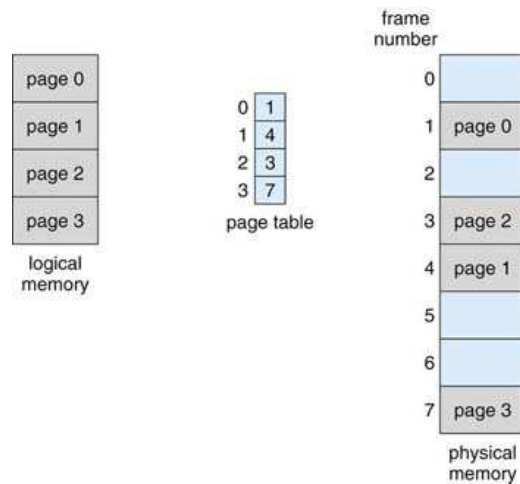 page 0
page 1
page 2
page 3
logical
memory
0 1
1 4
2 3
3 7
page table
frame
number
0
1 page 0
2
3 page 2
4 page 1
5
6
7 page 3
physical
memory